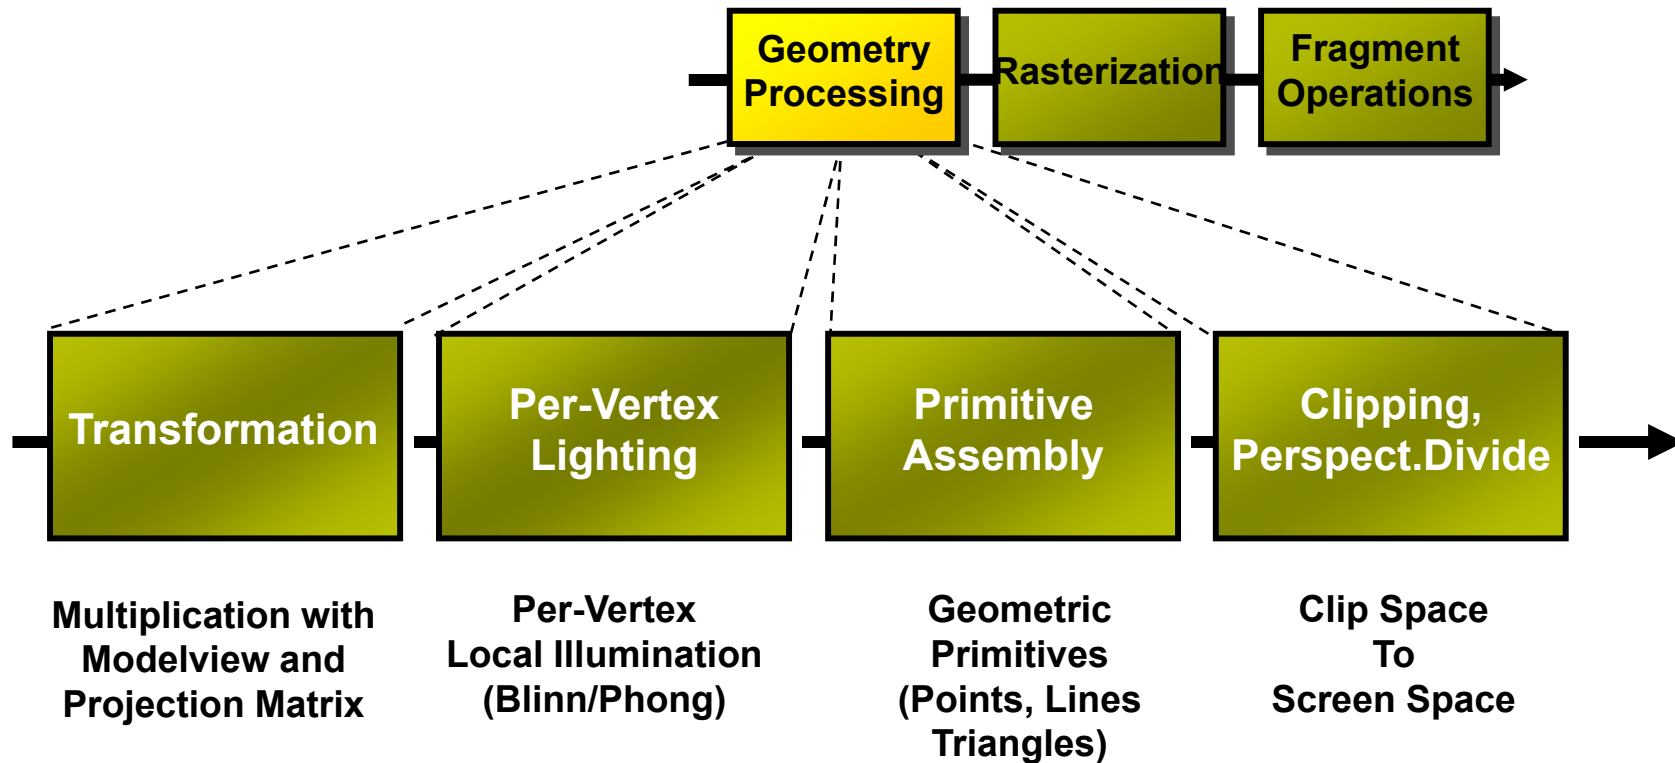 Geometry
Processing
Rasterization
Fragment
Operations
Transformation
Per-Vertex
Lighting
Primitive
Assembly
Clipping,
Perspect.Divide
Multiplication with
Modelview and
Projection Matrix
Per-Vertex
Local Illumination
(Blinn/Phong)
Geometric
Primitives
(Points, Lines
Triangles)
Clip Space
To
Screen Space